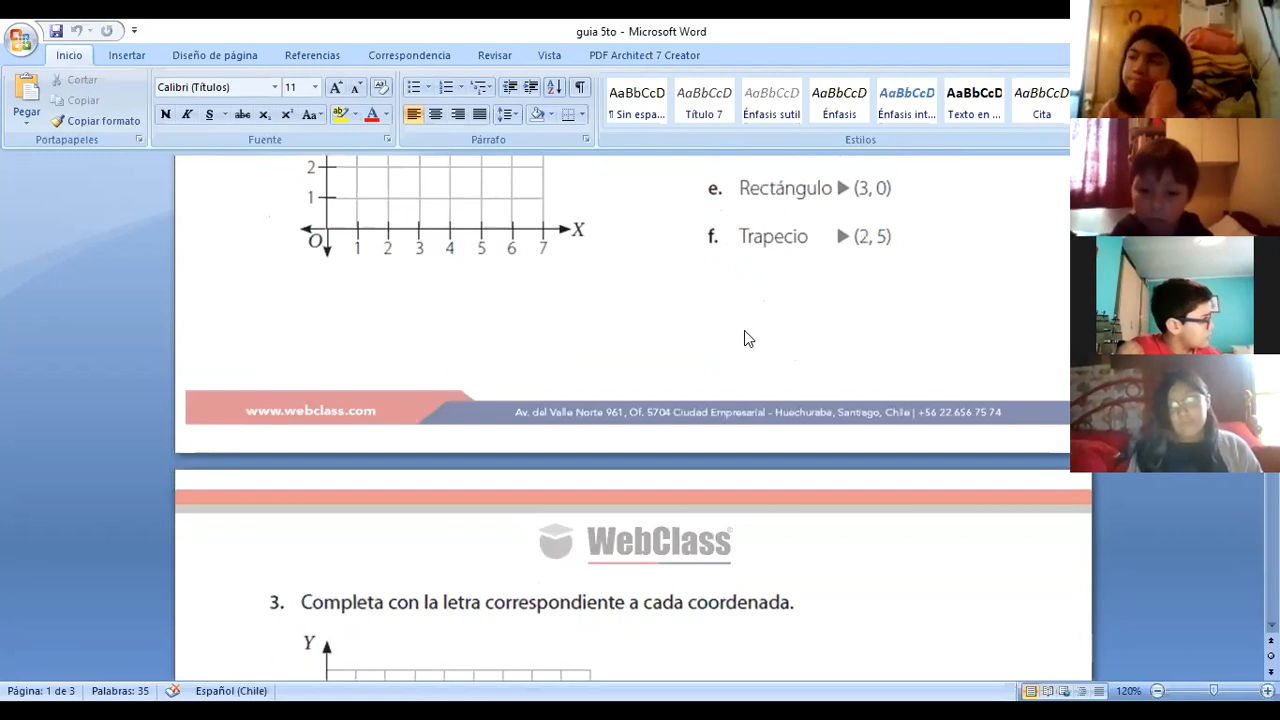 guia 5to - Microsoft Word
Inicio Insertar Diseño de página Referencias Correspondencia Revisar Vista PDF Architect 7 Creator
Pegar
Cortar
Copiar
Copiar formato
Portapapeles
Calibri (Títulos) 11
N K S abc x₂ x² Aa
Fuente
Párrafo
AaBbCcD AaBbCcD AaBbCcD AaBbCcD AaBbCcD AaBbCcD AaBbCcD
¶ Sin espa... Título 7 Énfasis sutil Énfasis Énfasis int... Texto en ... Cita
Estilos
2
1
O 1 2 3 4 5 6 7 X
e. Rectángulo ▶ (3, 0)
f. Trapecio ▶ (2, 5)
www.webclass.com
Av. del Valle Norte 961, Of. 5704 Ciudad Empresarial - Huechuraba, Santiago, Chile | +56 22 656 75 74
WebClass
3. Completa con la letra correspondiente a cada coordenada.
Y
Página: 1 de 3 Palabras: 35 Español (Chile) 120%